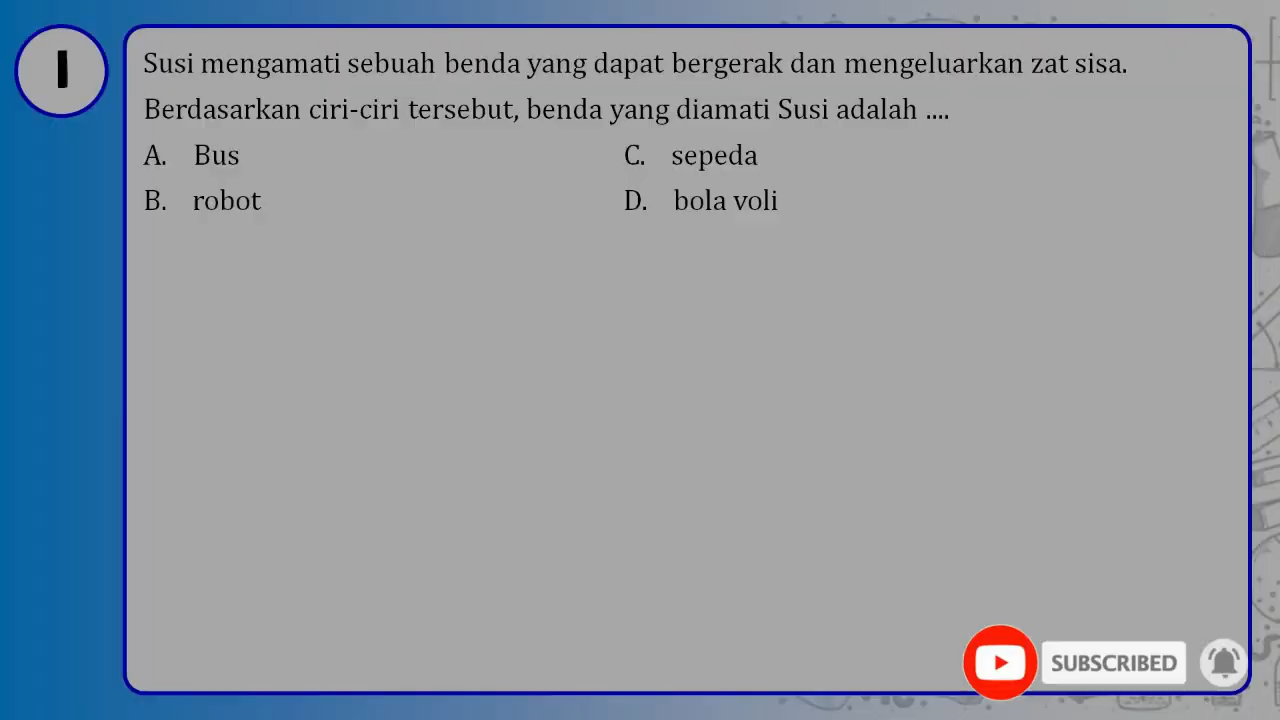 1
Susi mengamati sebuah benda yang dapat bergerak dan mengeluarkan zat sisa.
Berdasarkan ciri-ciri tersebut, benda yang diamati Susi adalah ....
A. Bus C. sepeda
B. robot D. bola voli
SUBSCRIBED